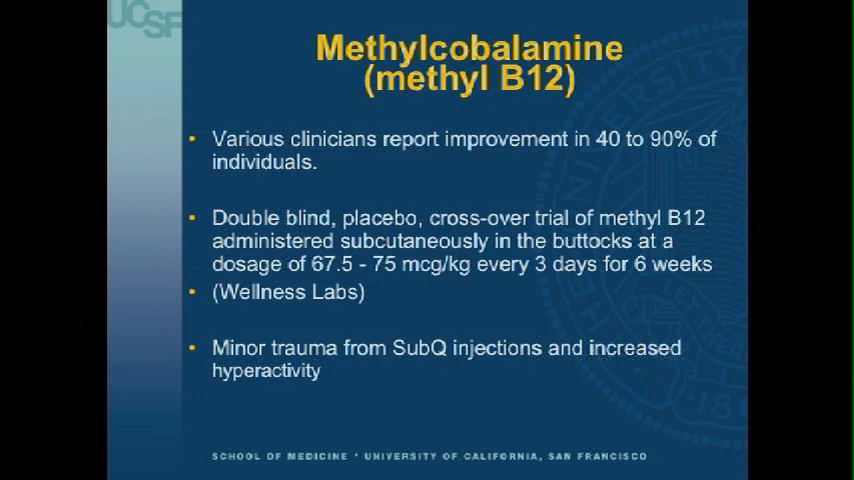 UCSF
Methylcobalamine
(methyl B12)
• Various clinicians report improvement in 40 to 90% of
individuals.
• Double blind, placebo, cross-over trial of methyl B12
administered subcutaneously in the buttocks at a
dosage of 67.5 - 75 mcg/kg every 3 days for 6 weeks
• (Wellness Labs)
• Minor trauma from SubQ injections and increased
hyperactivity
SCHOOL OF MEDICINE * UNIVERSITY OF CALIFORNIA, SAN FRANCISCO